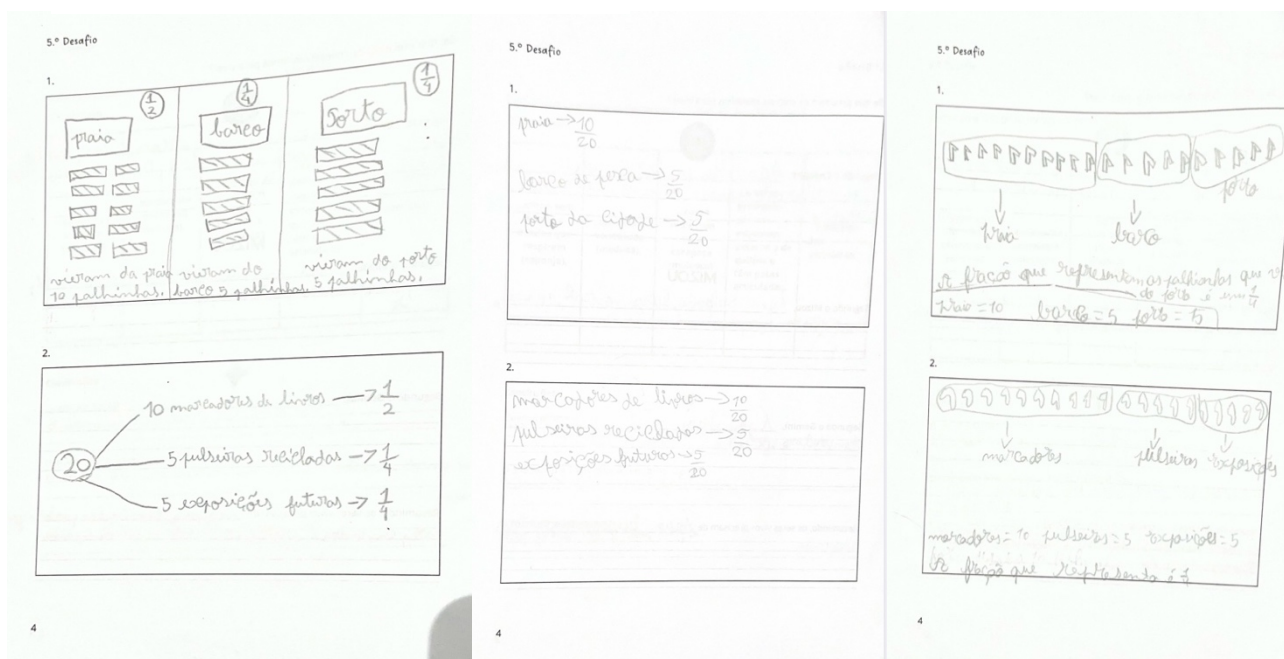 5.º Desafio
1.
1/2
1/4
1/4
praia
barco
porto
vieram da praia
10 palhinhas.
vieram do
barco 5 palhinhas.
vieram do porto
5 palhinhas.
2.
20
10 marcadores de livros → 1/2
5 pulseiras recicladas → 1/4
5 exposições futuras → 1/4
4
5.º Desafio
1.
praia → 10/20
barco de pesca → 5/20
porto da cidade → 5/20
2.
marcadores de livros → 10/20
pulseiras recicladas → 5/20
exposições futuras → 5/20
4
5.º Desafio
1.
porto
praia
barco
A fração que representam as palhinhas que
do porto é um 1/4
praia = 10 barco = 5 porto = 5
2.
marcadores
pulseiras
exposições
marcadores = 10 pulseiras = 5 exposições = 5
A fração que representa é
4